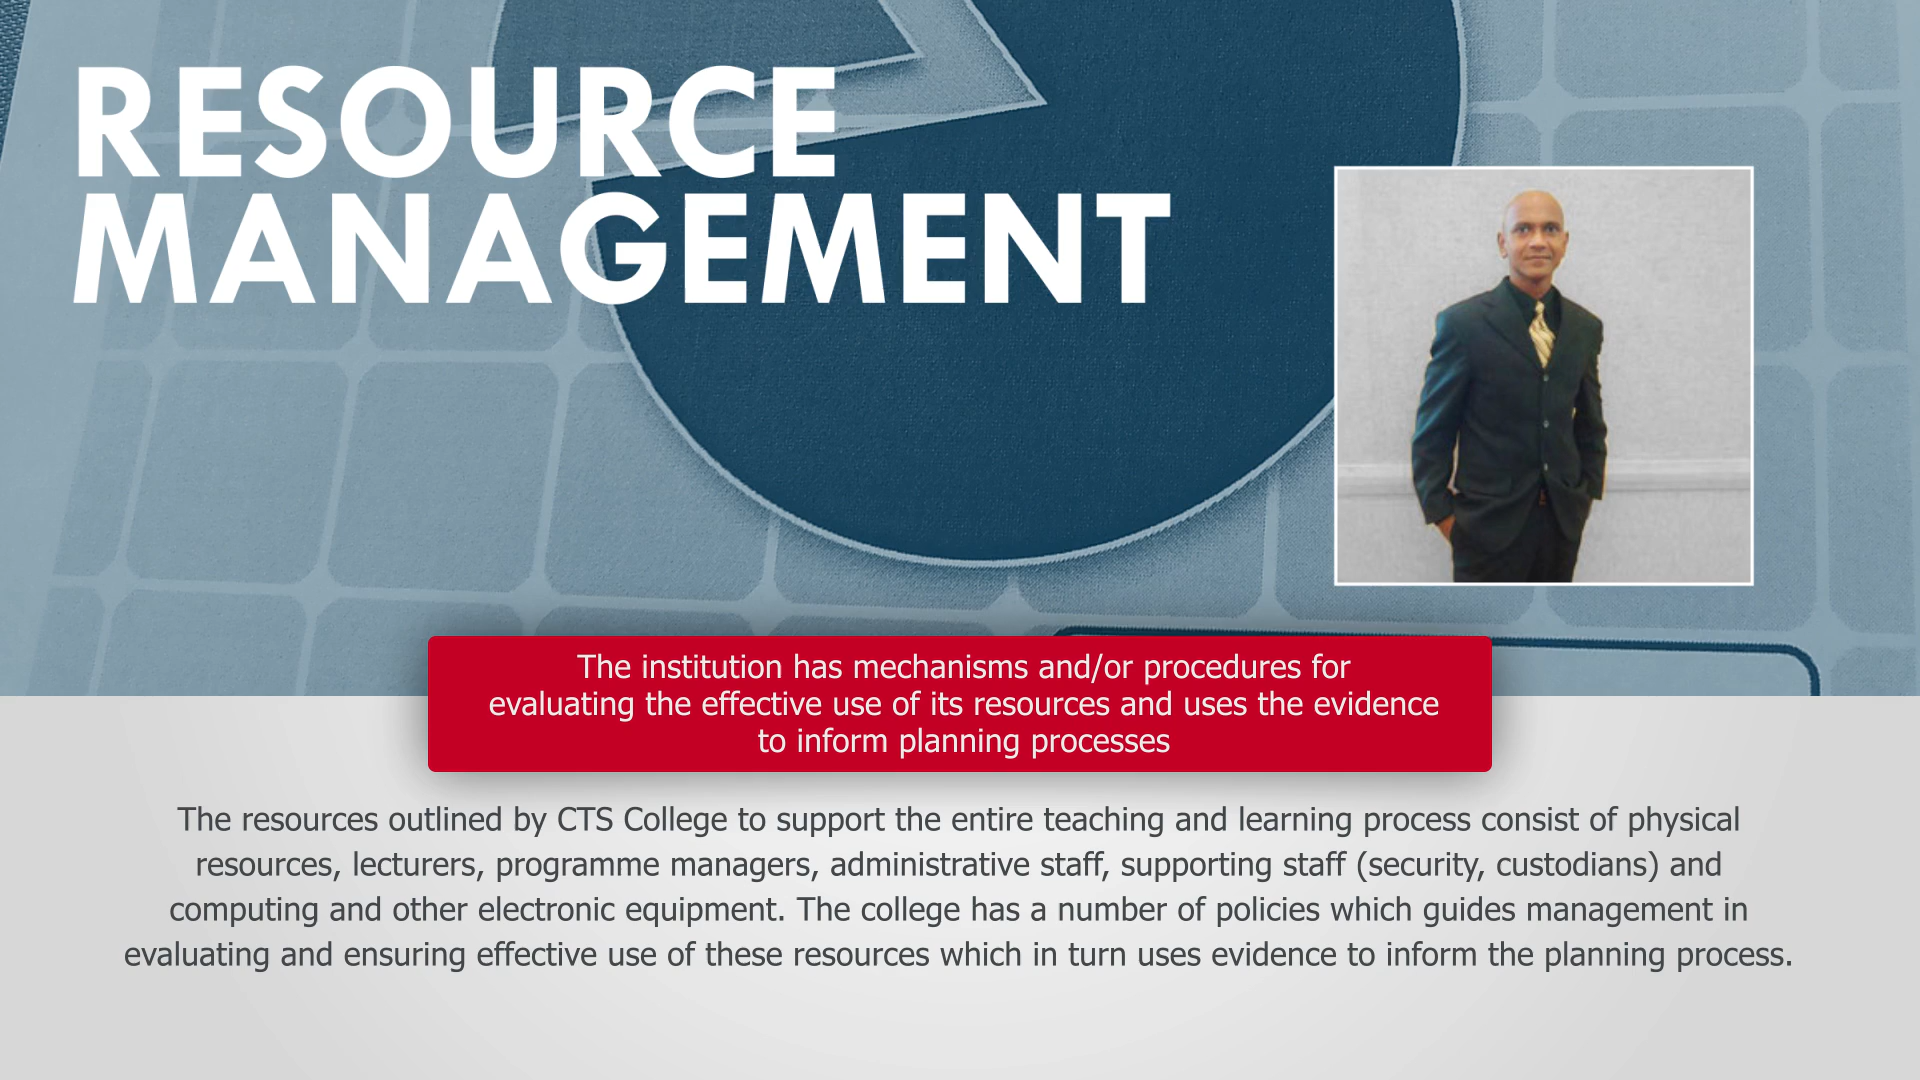 RESOURCE
MANAGEMENT
The institution has mechanisms and/or procedures for
evaluating the effective use of its resources and uses the evidence
to inform planning processes
The resources outlined by CTS College to support the entire teaching and learning process consist of physical
resources, lecturers, programme managers, administrative staff, supporting staff (security, custodians) and
computing and other electronic equipment. The college has a number of policies which guides management in
evaluating and ensuring effective use of these resources which in turn uses evidence to inform the planning process.